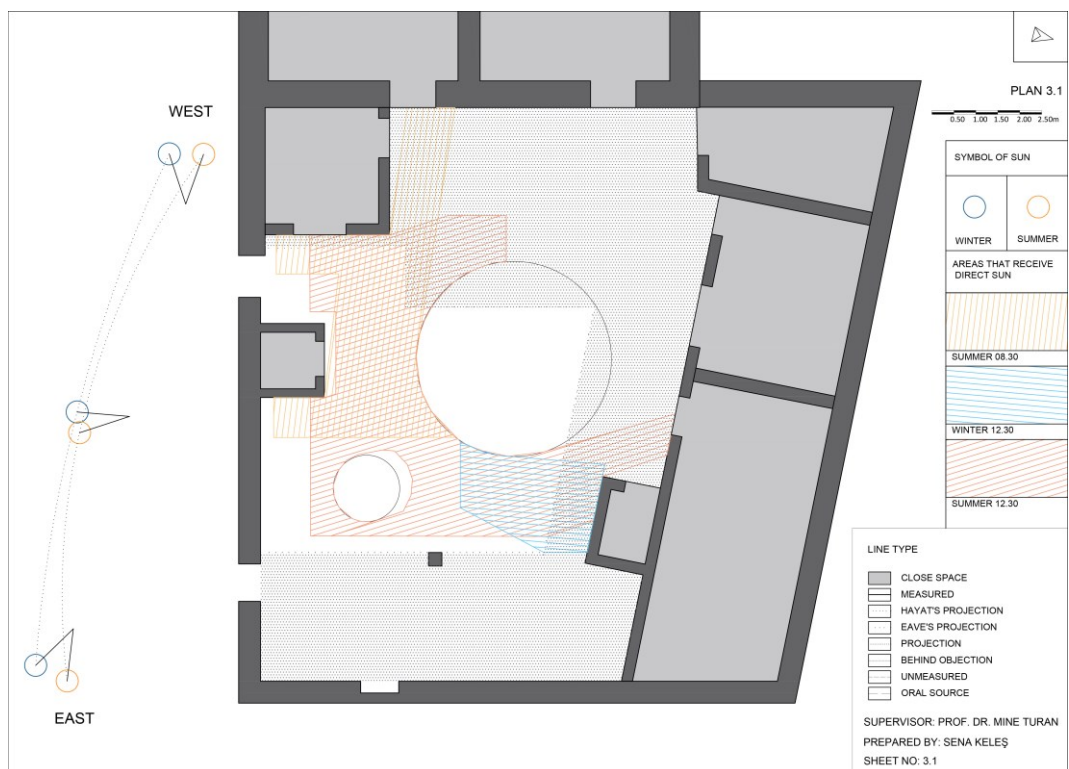 WEST
EAST
PLAN 3.1
0.50 1.00 1.50 2.00 2.50m
SYMBOL OF SUN
WINTER
SUMMER
AREAS THAT RECEIVE
DIRECT SUN
SUMMER 08.30
WINTER 12.30
SUMMER 12.30
LINE TYPE
CLOSE SPACE
MEASURED
HAYAT'S PROJECTION
EAVE'S PROJECTION
PROJECTION
BEHIND OBJECTION
UNMEASURED
ORAL SOURCE
SUPERVISOR: PROF. DR. MINE TURAN
PREPARED BY: SENA KELEŞ
SHEET NO: 3.1